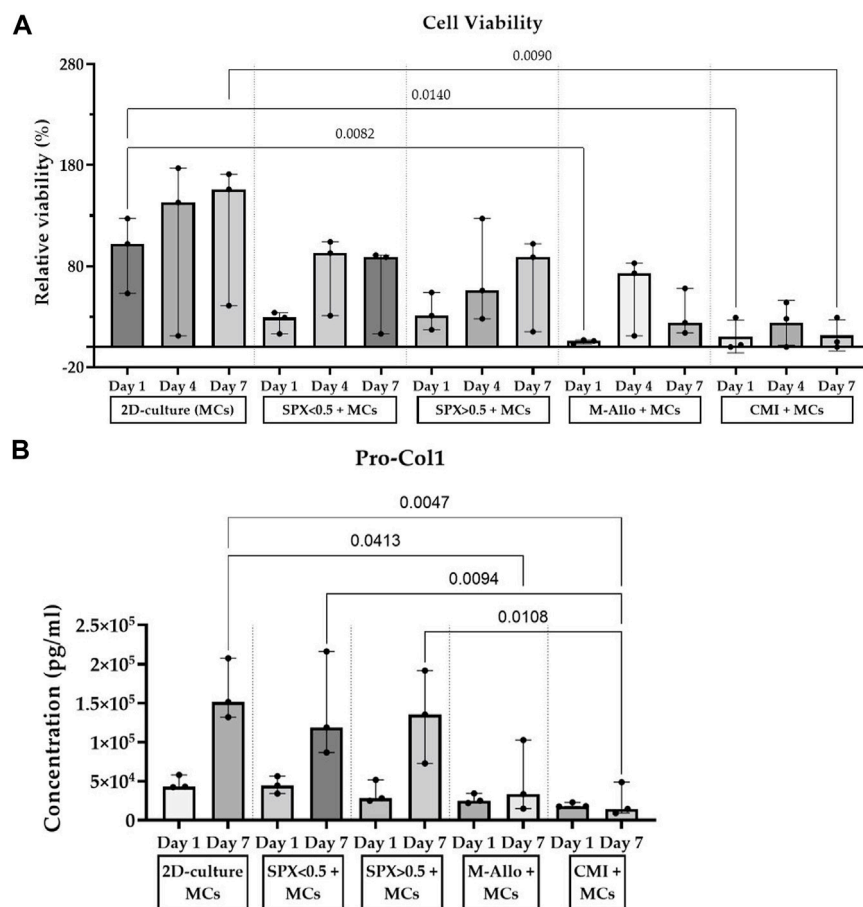 A
Cell Viability
Relative viability (%)
280
180
80
-20
0.0090
0.0140
0.0082
Day 1 Day 4 Day 7 Day 1 Day 4 Day 7 Day 1 Day 4 Day 7 Day 1 Day 4 Day 7 Day 1 Day 4 Day 7
2D-culture (MCs) SPX<0.5 + MCs SPX>0.5 + MCs M-Allo + MCs CMI + MCs
B
Pro-Col1
0.0047
0.0413
0.0094
0.0108
Concentration (pg/ml)
2.5×10⁵
2×10⁵
1.5×10⁵
1×10⁵
5×10⁴
0
Day 1 Day 7 Day 1 Day 7 Day 1 Day 7 Day 1 Day 7 Day 1 Day 7
2D-culture SPX<0.5 + SPX>0.5 + M-Allo + CMI +
MCs MCs MCs MCs MCs